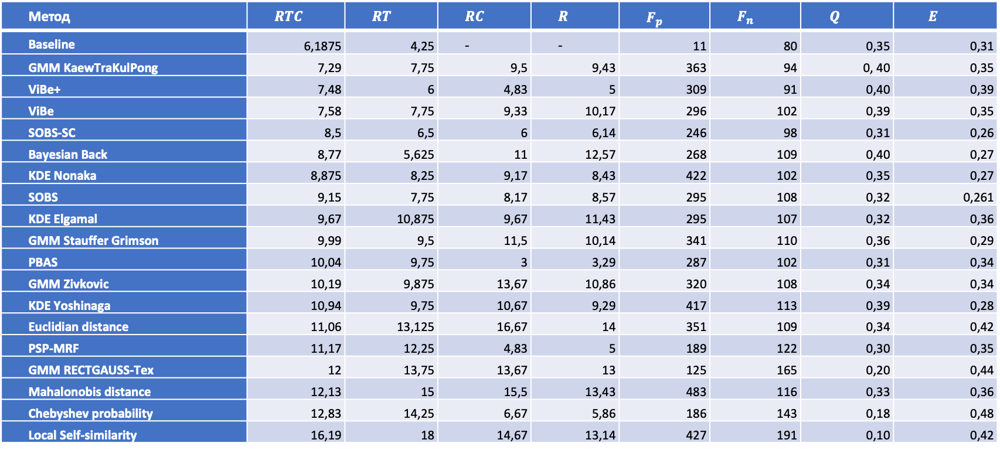 Метод RTC RT RC R Fp Fn Q E
Baseline 6,1875 4,25 - - 11 80 0,35 0,31
GMM KaewTraKulPong 7,29 7,75 9,5 9,43 363 94 0, 40 0,35
ViBe+ 7,48 6 4,83 5 309 91 0,40 0,39
ViBe 7,58 7,75 9,33 10,17 296 102 0,39 0,35
SOBS-SC 8,5 6,5 6 6,14 246 98 0,31 0,26
Bayesian Back 8,77 5,625 11 12,57 268 109 0,40 0,27
KDE Nonaka 8,875 8,25 9,17 8,43 422 102 0,35 0,27
SOBS 9,15 7,75 8,17 8,57 295 108 0,32 0,261
KDE Elgamal 9,67 10,875 9,67 11,43 295 107 0,32 0,36
GMM Stauffer Grimson 9,99 9,5 11,5 10,14 341 110 0,36 0,29
PBAS 10,04 9,75 3 3,29 287 102 0,31 0,34
GMM Zivkovic 10,19 9,875 13,67 10,86 320 108 0,34 0,34
KDE Yoshinaga 10,94 9,75 10,67 9,29 417 113 0,39 0,28
Euclidian distance 11,06 13,125 16,67 14 351 109 0,34 0,42
PSP-MRF 11,17 12,25 4,83 5 189 122 0,30 0,35
GMM RECTGAUSS-Tex 12 13,75 13,67 13 125 165 0,20 0,44
Mahalonobis distance 12,13 15 15,5 13,43 483 116 0,33 0,36
Chebyshev probability 12,83 14,25 6,67 5,86 186 143 0,18 0,48
Local Self-similarity 16,19 18 14,67 13,14 427 191 0,10 0,42